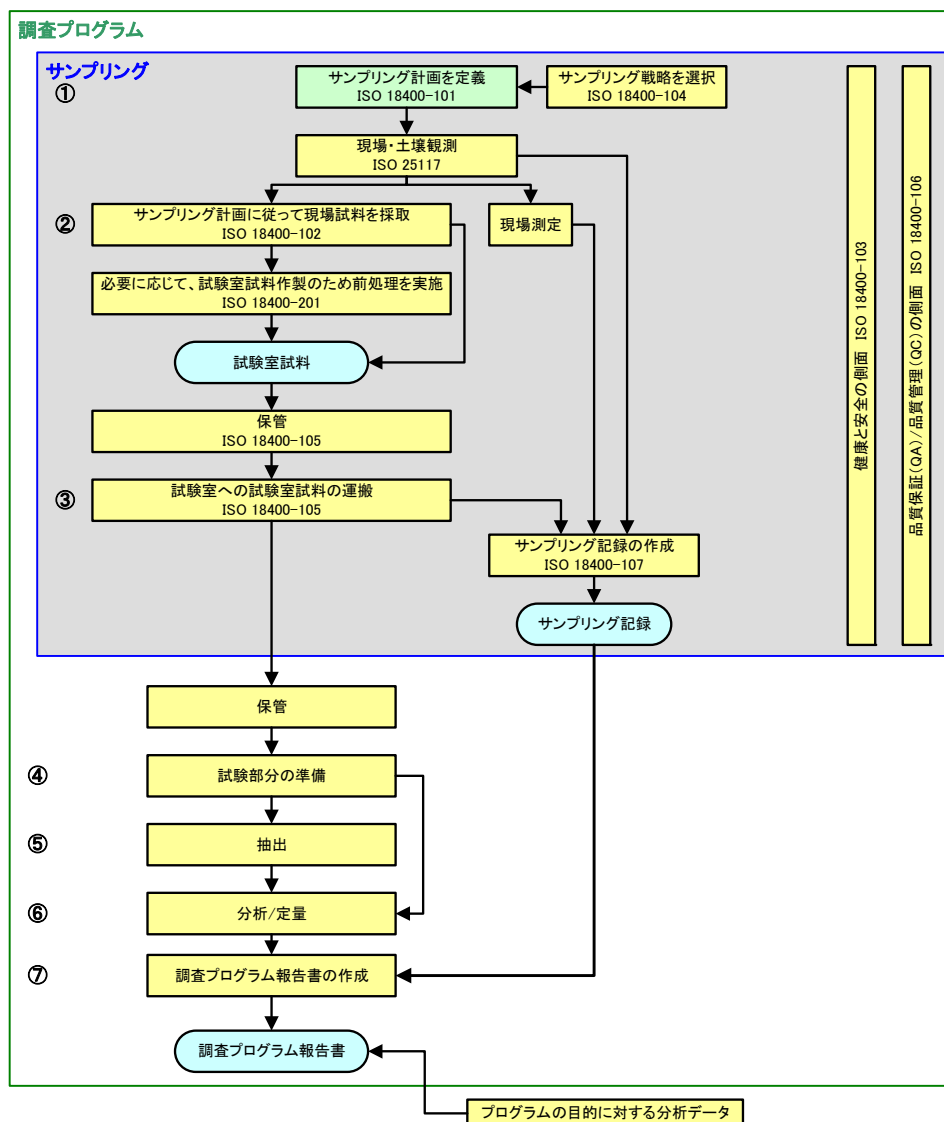 調査プログラム
サンプリング
①
サンプリング計画を定義
ISO 18400-101
サンプリング戦略を選択
ISO 18400-104
現場・土壌観測
ISO 25117
②
サンプリング計画に従って現場試料を採取
ISO 18400-102
現場測定
必要に応じて、試験室試料作製のため前処理を実施
ISO 18400-201
試験室試料
保管
ISO 18400-105
③
試験室への試験室試料の運搬
ISO 18400-105
サンプリング記録の作成
ISO 18400-107
サンプリング記録
健康と安全の側面 ISO 18400-103
品質保証(QA)/品質管理(QC)の側面 ISO 18400-106
保管
④
試験部分の準備
⑤
抽出
⑥
分析/定量
⑦
調査プログラム報告書の作成
調査プログラム報告書
プログラムの目的に対する分析データ